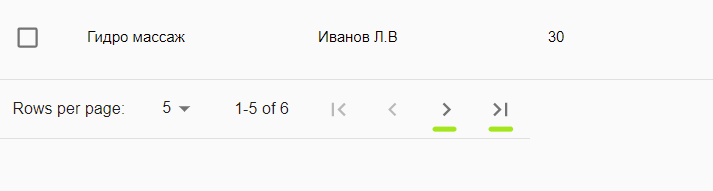 Гидро массаж Иванов Л.В 30
Rows per page: 5 1-5 of 6